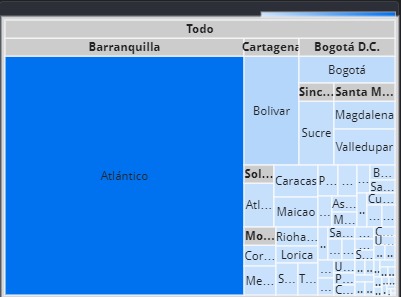 Todo
Barranquilla
Cartagena
Bogotá D.C.
Bogotá
Sinc...
Santa M...
Bolivar
Sucre
Magdalena
Valledupar
Atlántico
Sol...
Caracas
P...
...
...
B...
Sa...
Atl...
Maicao
As...
M...
Cu...
Mo...
Rioha...
Sa...
C
Ü
Cor...
Lorica
S...
Me...
S...
T...
U...
P...
C...